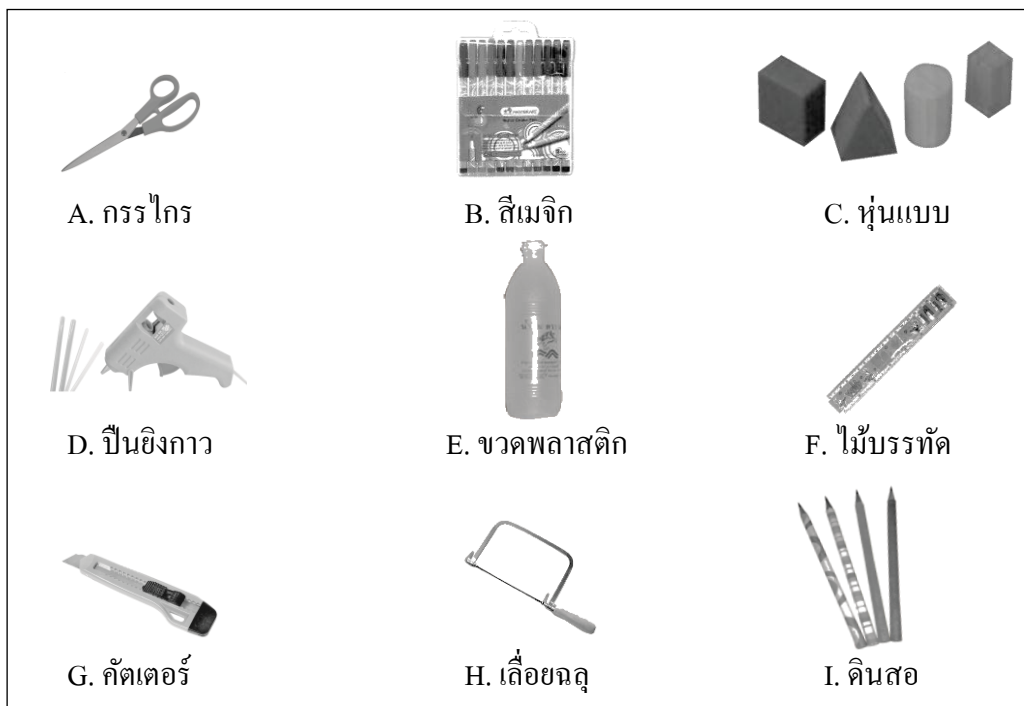 A. กรรไกร
B. สีเมจิก
C. หุ่นแบบ
D. ปืนยิงกาว
E. ขวดพลาสติก
F. ไม้บรรทัด
G. คัตเตอร์
H. เลื่อยฉลุ
I. ดินสอ